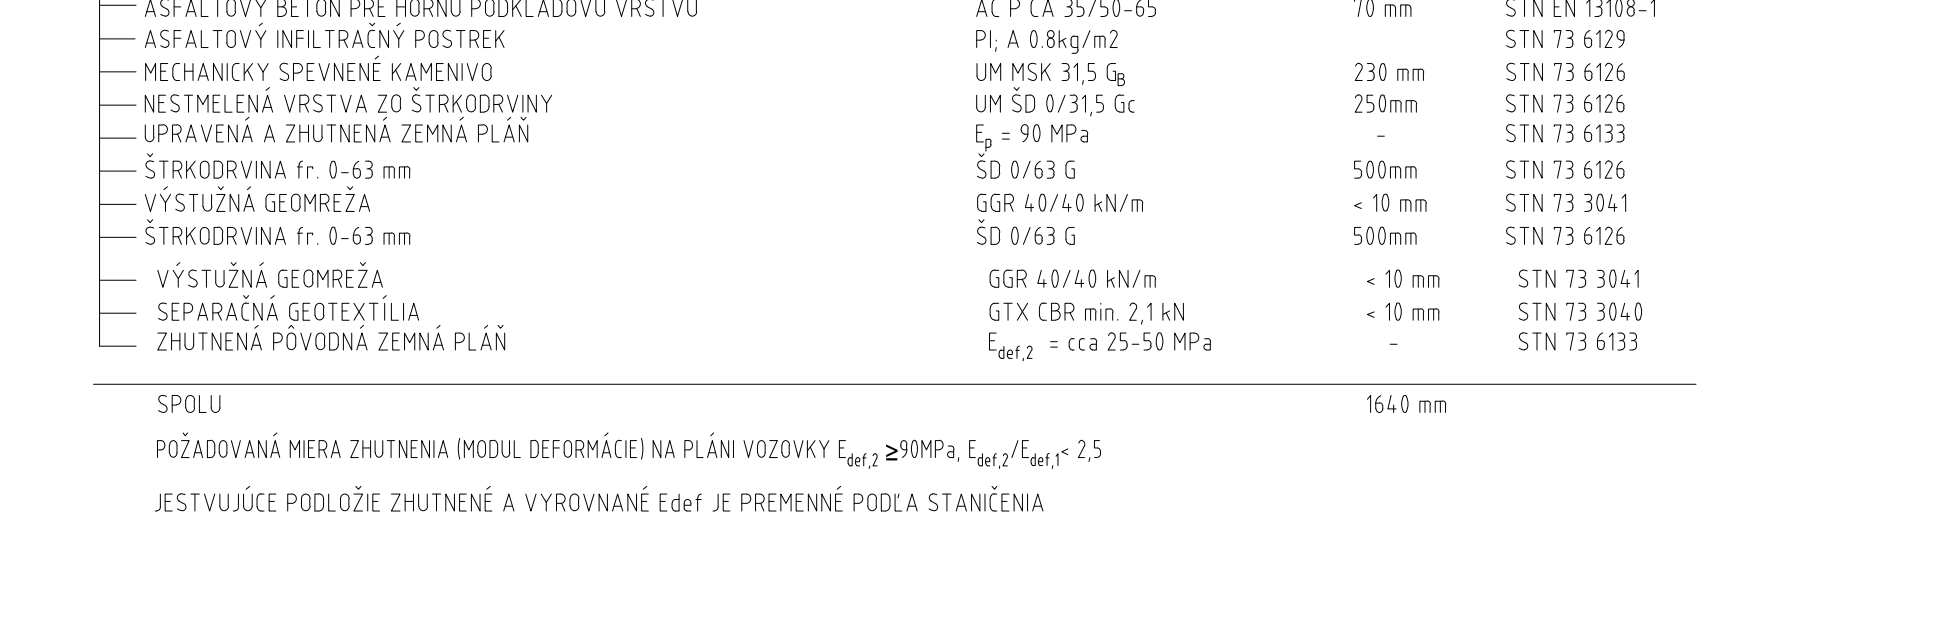 ASFALTOVÝ BETÓN PRE HORNÚ PODKLADOVÚ VRSTVU AC P CA 35/50-65 70 mm STN EN 13108-1
ASFALTOVÝ INFILTRAČNÝ POSTREK PI; A 0.8kg/m2 STN 73 6129
MECHANICKY SPEVNENÉ KAMENIVO UM MSK 31,5 GB 230 mm STN 73 6126
NESTMELENÁ VRSTVA ZO ŠTRKODRVINY UM ŠD 0/31,5 Gc 250mm STN 73 6126
UPRAVENÁ A ZHUTNENÁ ZEMNÁ PLÁŇ Ep = 90 MPa - STN 73 6133
ŠTRKODRVINA fr. 0-63 mm ŠD 0/63 G 500mm STN 73 6126
VÝSTUŽNÁ GEOMREŽA GGR 40/40 kN/m < 10 mm STN 73 3041
ŠTRKODRVINA fr. 0-63 mm ŠD 0/63 G 500mm STN 73 6126
VÝSTUŽNÁ GEOMREŽA GGR 40/40 kN/m < 10 mm STN 73 3041
SEPARAČNÁ GEOTEXTÍLIA GTX CBR min. 2,1 kN < 10 mm STN 73 3040
ZHUTNENÁ PÔVODNÁ ZEMNÁ PLÁŇ Edef,2 = cca 25-50 MPa - STN 73 6133
SPOLU 1640 mm
POŽADOVANÁ MIERA ZHUTNENIA (MODUL DEFORMÁCIE) NA PLÁNI VOZOVKY Edef,2 ≥90MPa, Edef,2/Edef,1< 2,5
JESTVUJÚCE PODLOŽIE ZHUTNENÉ A VYROVNANÉ Edef JE PREMENNÉ PODĽA STANIČENIA